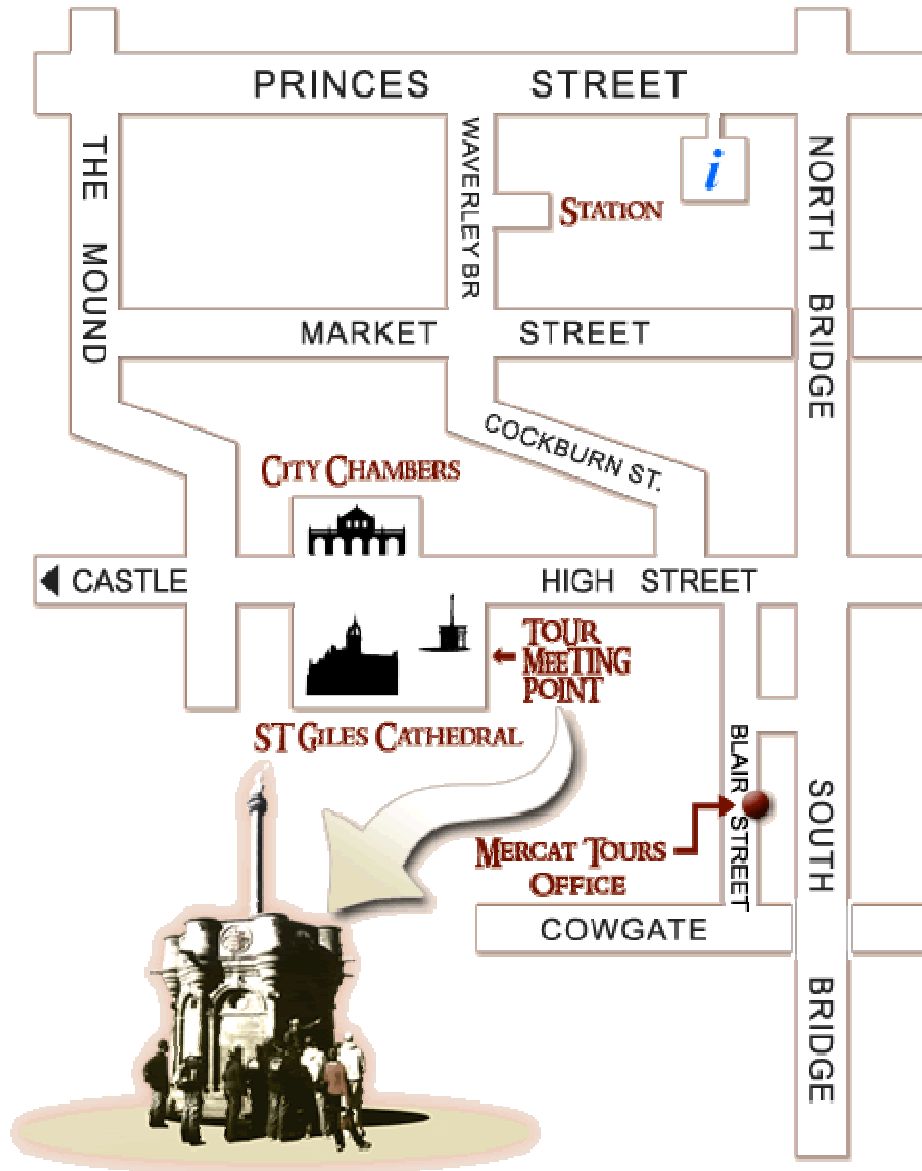 PRINCES STREET
THE MOUND
WAVERLEY BR
i
NORTH BRIDGE
STATION
MARKET STREET
COCKBURN ST.
CITY CHAMBERS
CASTLE
HIGH STREET
TOUR
MEETING
POINT
ST GILES CATHEDRAL
BLAIR STREET
SOUTH BRIDGE
MERCAT TOURS
OFFICE
COWGATE